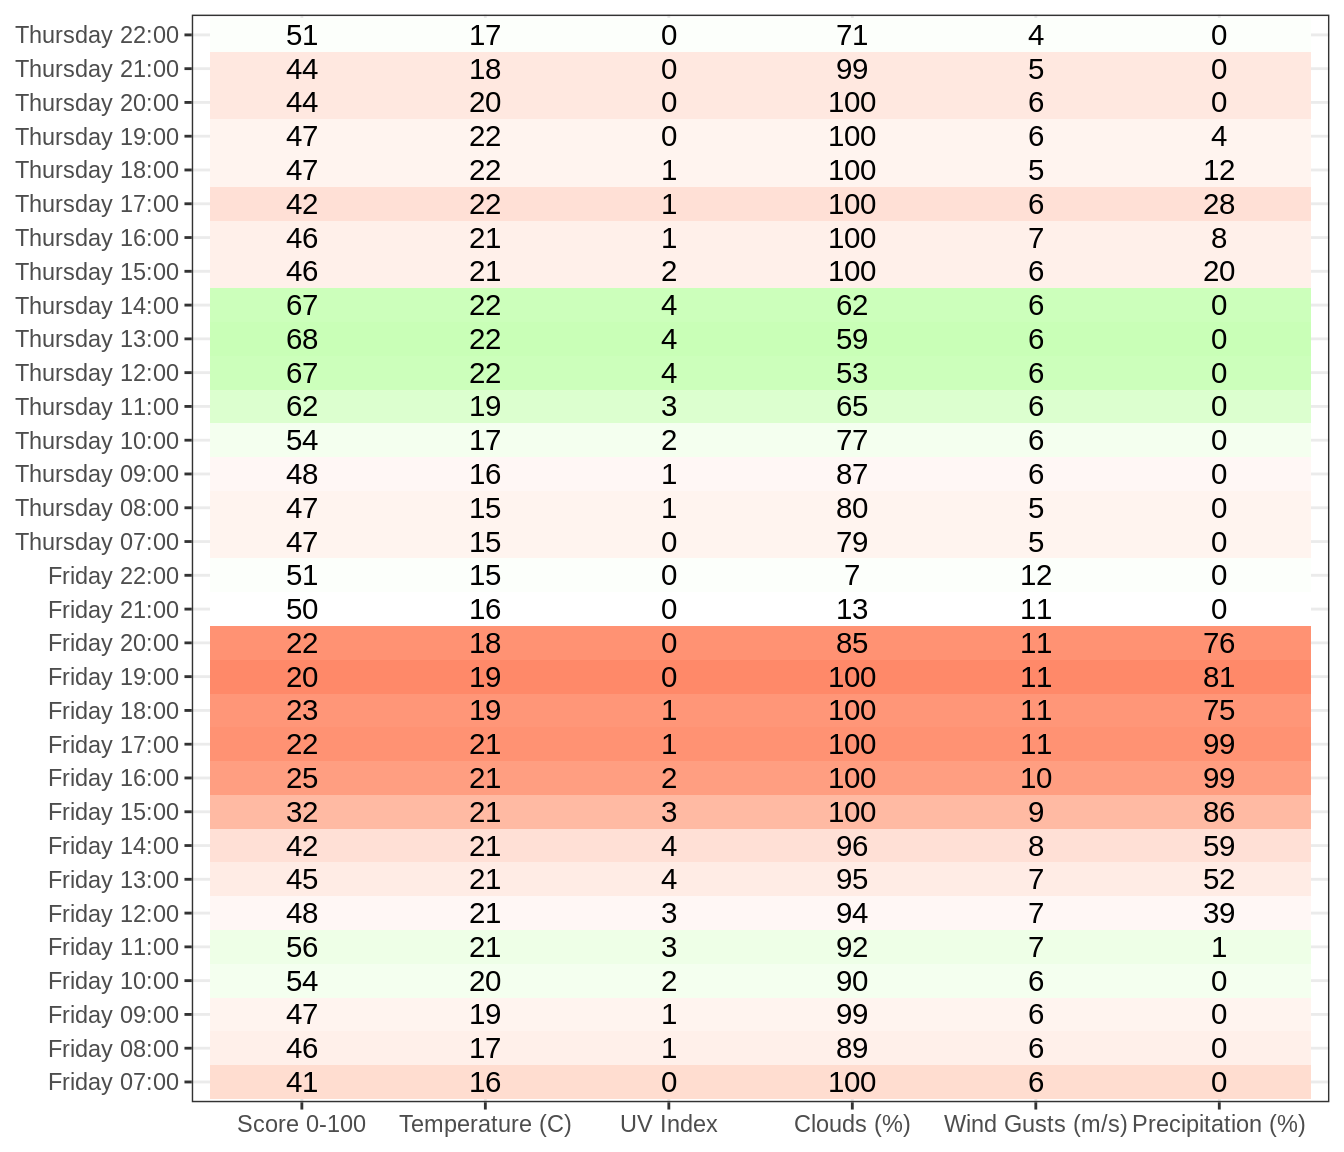 Thursday 22:00 51 17 0 71 4 0
Thursday 21:00 44 18 0 99 5 0
Thursday 20:00 44 20 0 100 6 0
Thursday 19:00 47 22 0 100 6 4
Thursday 18:00 47 22 1 100 5 12
Thursday 17:00 42 22 1 100 6 28
Thursday 16:00 46 21 1 100 7 8
Thursday 15:00 46 21 2 100 6 20
Thursday 14:00 67 22 4 62 6 0
Thursday 13:00 68 22 4 59 6 0
Thursday 12:00 67 22 4 53 6 0
Thursday 11:00 62 19 3 65 6 0
Thursday 10:00 54 17 2 77 6 0
Thursday 09:00 48 16 1 87 6 0
Thursday 08:00 47 15 1 80 5 0
Thursday 07:00 47 15 0 79 5 0
Friday 22:00 51 15 0 7 12 0
Friday 21:00 50 16 0 13 11 0
Friday 20:00 22 18 0 85 11 76
Friday 19:00 20 19 0 100 11 81
Friday 18:00 23 19 1 100 11 75
Friday 17:00 22 21 1 100 11 99
Friday 16:00 25 21 2 100 10 99
Friday 15:00 32 21 3 100 9 86
Friday 14:00 42 21 4 96 8 59
Friday 13:00 45 21 4 95 7 52
Friday 12:00 48 21 3 94 7 39
Friday 11:00 56 21 3 92 7 1
Friday 10:00 54 20 2 90 6 0
Friday 09:00 47 19 1 99 6 0
Friday 08:00 46 17 1 89 6 0
Friday 07:00 41 16 0 100 6 0
Score 0-100 Temperature (C) UV Index Clouds (%) Wind Gusts (m/s) Precipitation (%)